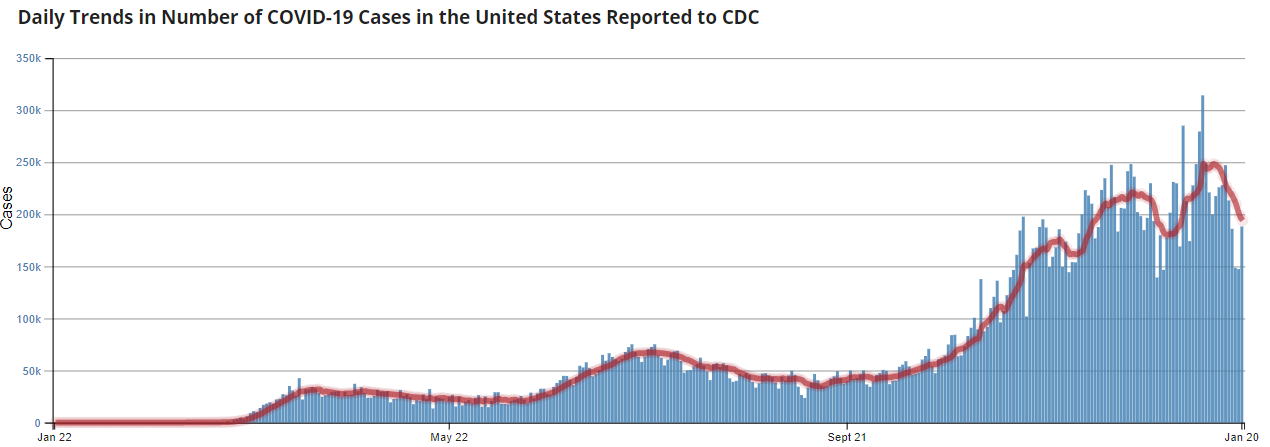 Daily Trends in Number of COVID-19 Cases in the United States Reported to CDC
350k
300k
250k
200k
150k
100k
50k
0
Cases
Jan 22
May 22
Sept 21
Jan 20